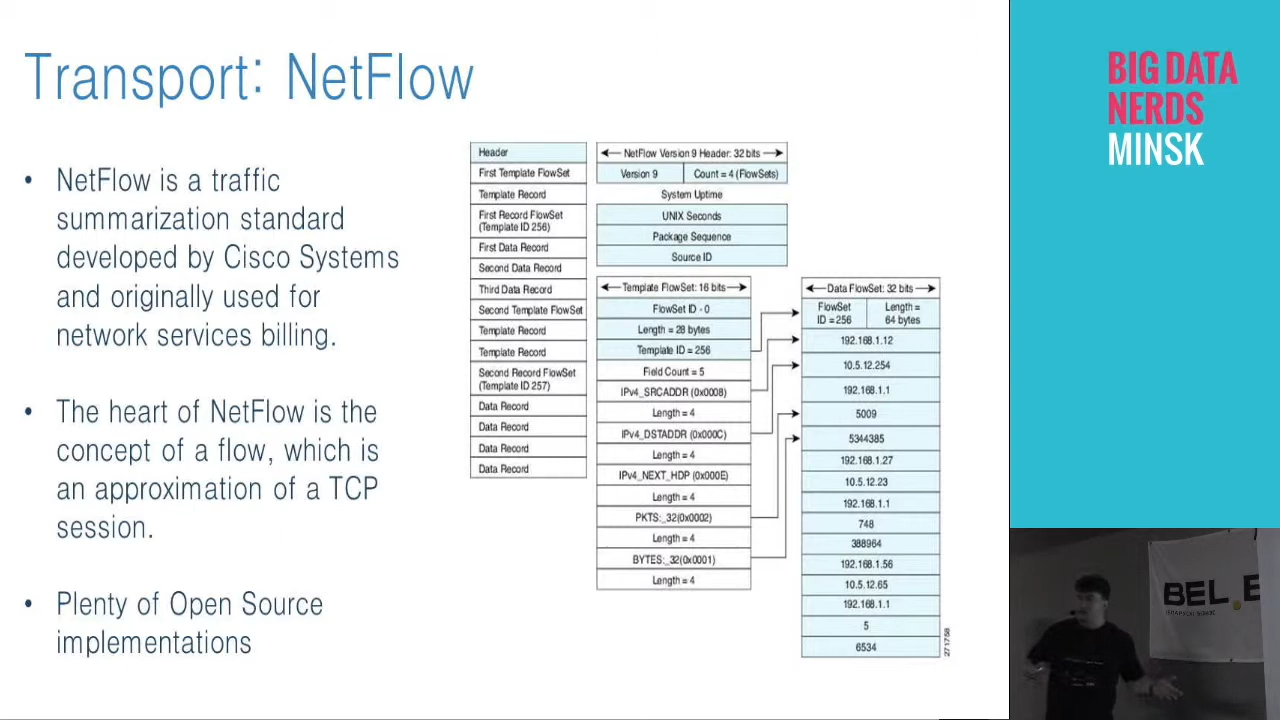 Transport: NetFlow
• NetFlow is a traffic
summarization standard
developed by Cisco Systems
and originally used for
network services billing.
• The heart of NetFlow is the
concept of a flow, which is
an approximation of a TCP
session.
• Plenty of Open Source
implementations
Header
First Template FlowSet
Template Record
First Record FlowSet
(Template ID 256)
First Data Record
Second Data Record
Third Data Record
Second Template FlowSet
Template Record
Template Record
Second Record FlowSet
(Template ID 257)
Data Record
Data Record
Data Record
Data Record
NetFlow Version 9 Header: 32 bits
Version 9 Count = 4 (FlowSets)
System Uptime
UNIX Seconds
Package Sequence
Source ID
Template FlowSet: 16 bits
FlowSet ID - 0
Length = 28 bytes
Template ID = 256
Field Count = 5
IPv4_SRCADDR (0x0008)
Length = 4
IPv4_DSTADDR (0x000C)
Length = 4
IPv4_NEXT_HDP (0x000E)
Length = 4
PKTS:_32(0x0002)
Length = 4
BYTES:_32(0x0001)
Length = 4
Data FlowSet: 32 bits
FlowSet Length =
ID = 256 64 bytes
192.168.1.12
10.5.12.254
192.168.1.1
5009
5344385
192.168.1.27
10.5.12.23
192.168.1.1
748
388964
192.168.1.56
10.5.12.65
192.168.1.1
5
6534
271758
BIG DATA
NERDS
MINSK
BEL.B